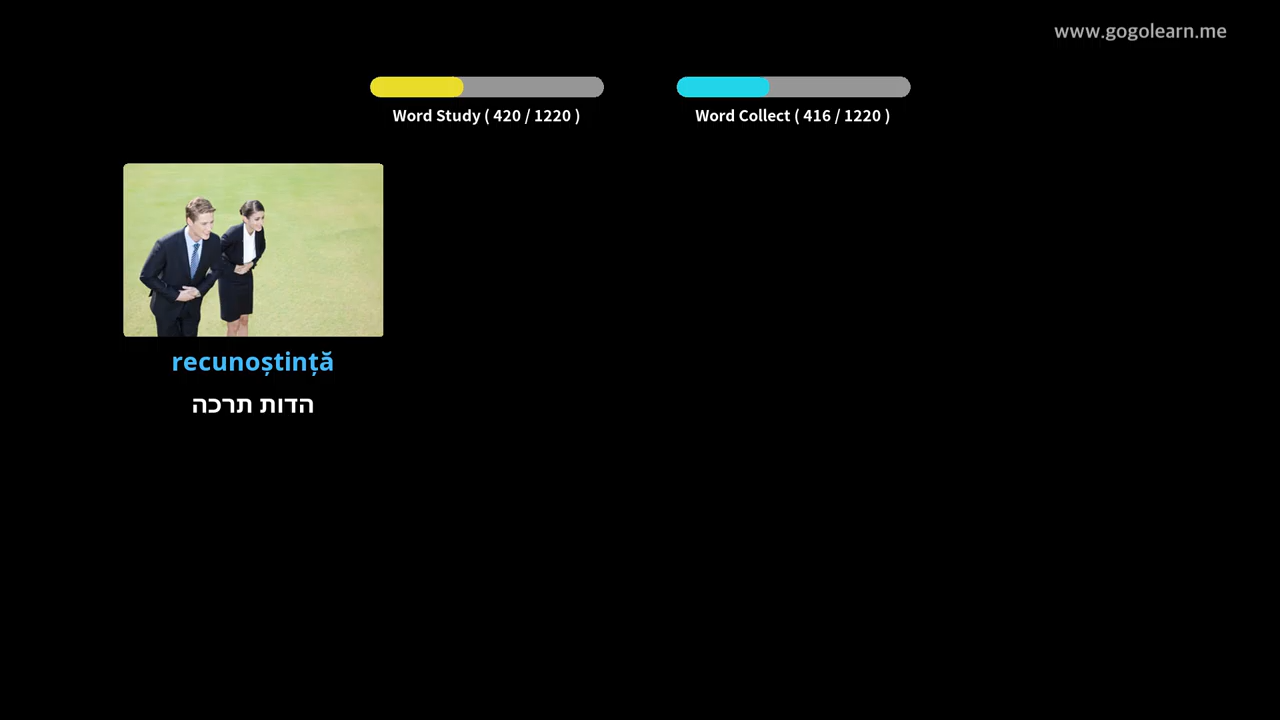 www.gogolearn.me
Word Study ( 420 / 1220 )
Word Collect ( 416 / 1220 )
recunoștință
הדות תרכה